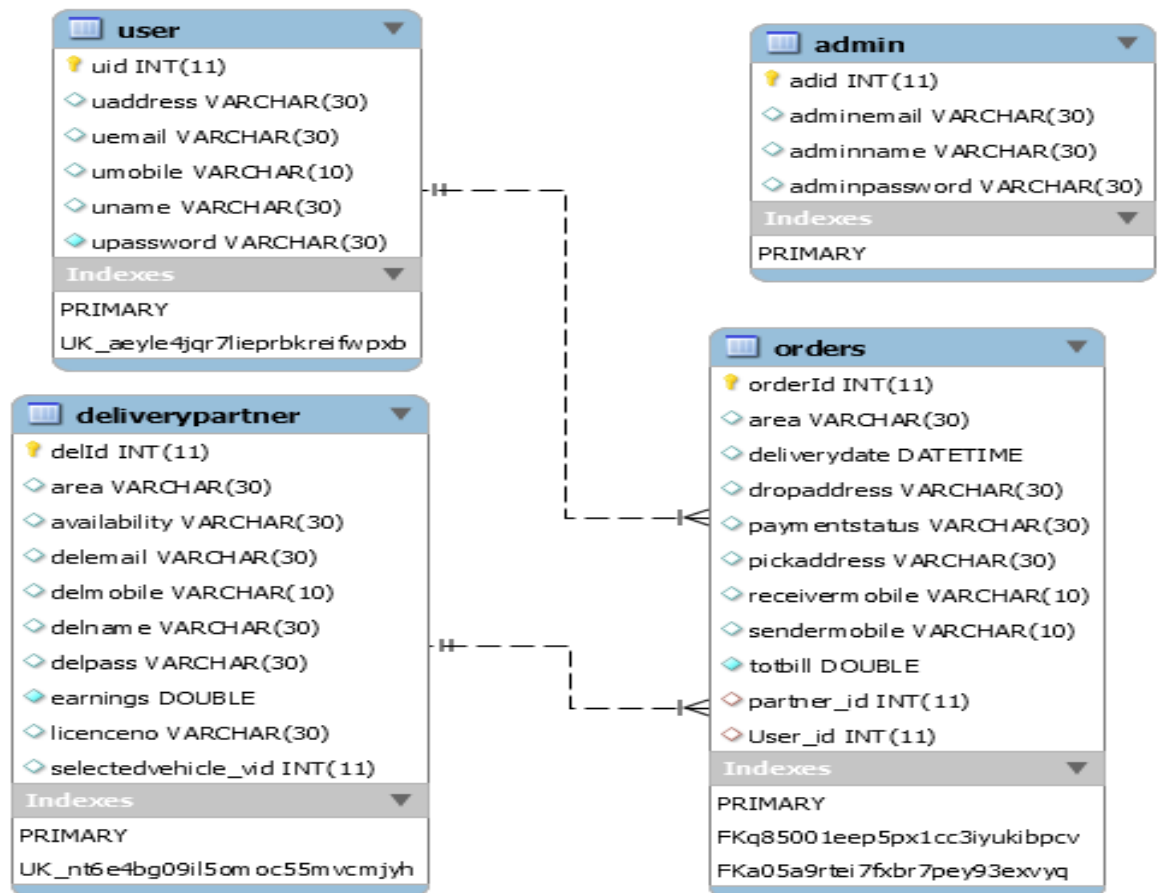 user
uid INT(11)
uaddress VARCHAR(30)
uemail VARCHAR(30)
umobile VARCHAR(10)
uname VARCHAR(30)
upassword VARCHAR(30)
Indexes
PRIMARY
UK_aeyle4jqr7lieprbkreifwpxb
admin
adid INT(11)
adminemail VARCHAR(30)
adminname VARCHAR(30)
adminpassword VARCHAR(30)
Indexes
PRIMARY
deliverypartner
delId INT(11)
area VARCHAR(30)
availability VARCHAR(30)
delemail VARCHAR(30)
delmobile VARCHAR(10)
delname VARCHAR(30)
delpass VARCHAR(30)
earnings DOUBLE
licenceno VARCHAR(30)
selectedvehicle_vid INT(11)
Indexes
PRIMARY
UK_nt6e4bg09il5omoc55mvcmjyh
orders
orderId INT(11)
area VARCHAR(30)
deliverydate DATETIME
dropaddress VARCHAR(30)
paymentstatus VARCHAR(30)
pickaddress VARCHAR(30)
receivermobile VARCHAR(10)
sendermobile VARCHAR(10)
totbill DOUBLE
partner_id INT(11)
User_id INT(11)
Indexes
PRIMARY
FKq85001eep5px1cc3iyukibpcv
FKa05a9rtei7fxbr7pey93exvyq